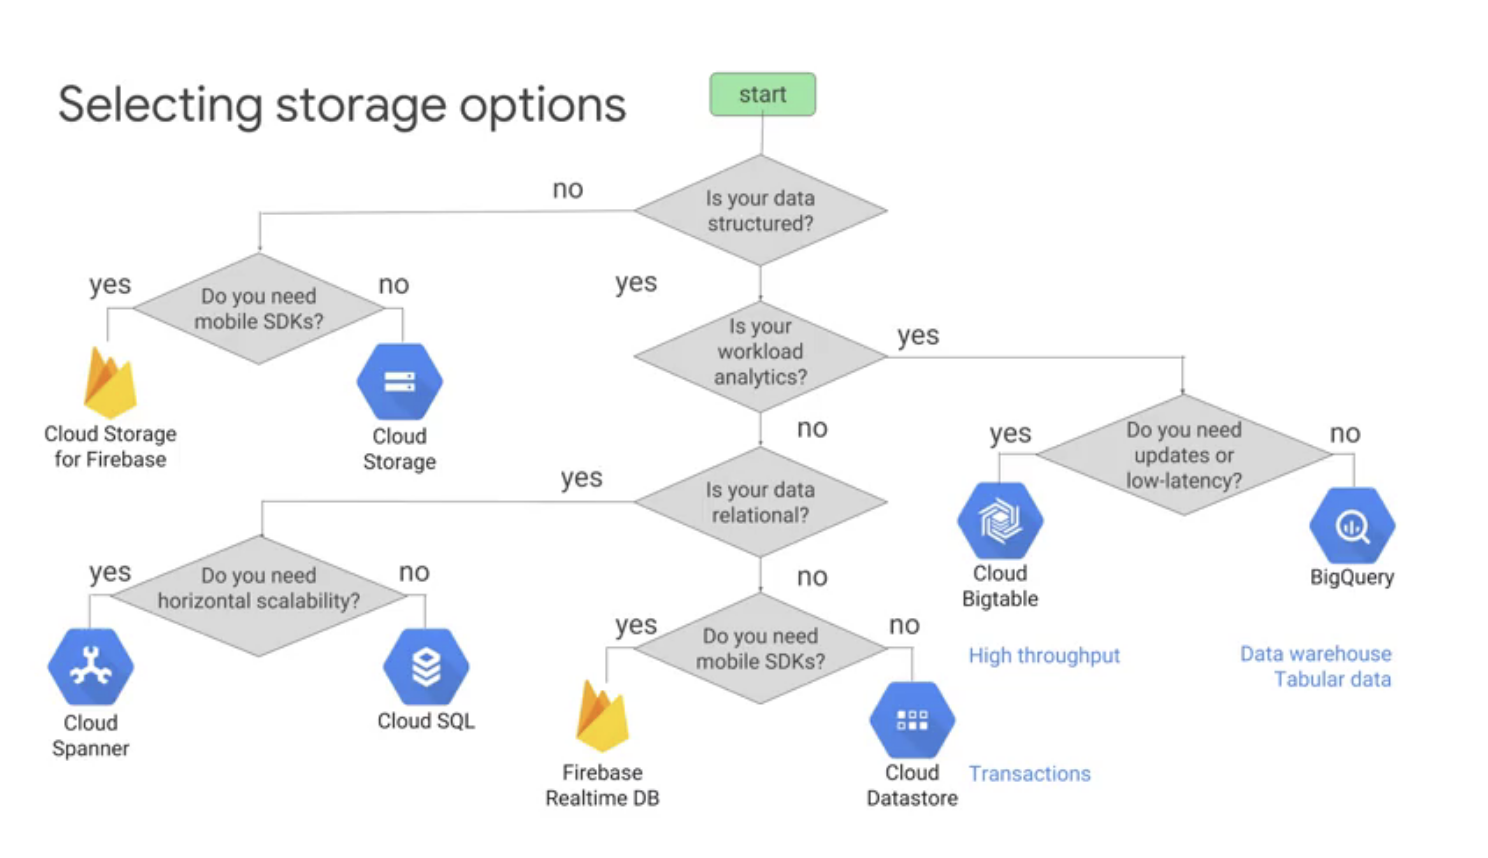 Selecting storage options
start
no
Is your data
structured?
yes
yes
Do you need
mobile SDKs?
no
Cloud Storage
for Firebase
Cloud
Storage
Is your
workload
analytics?
yes
no
yes
Do you need
updates or
low-latency?
no
Cloud
Bigtable
BigQuery
High throughput
Data warehouse
Tabular data
yes
Is your data
relational?
no
yes
Do you need
horizontal scalability?
no
Cloud
Spanner
Cloud SQL
yes
Do you need
mobile SDKs?
no
Firebase
Realtime DB
Cloud
Datastore
Transactions